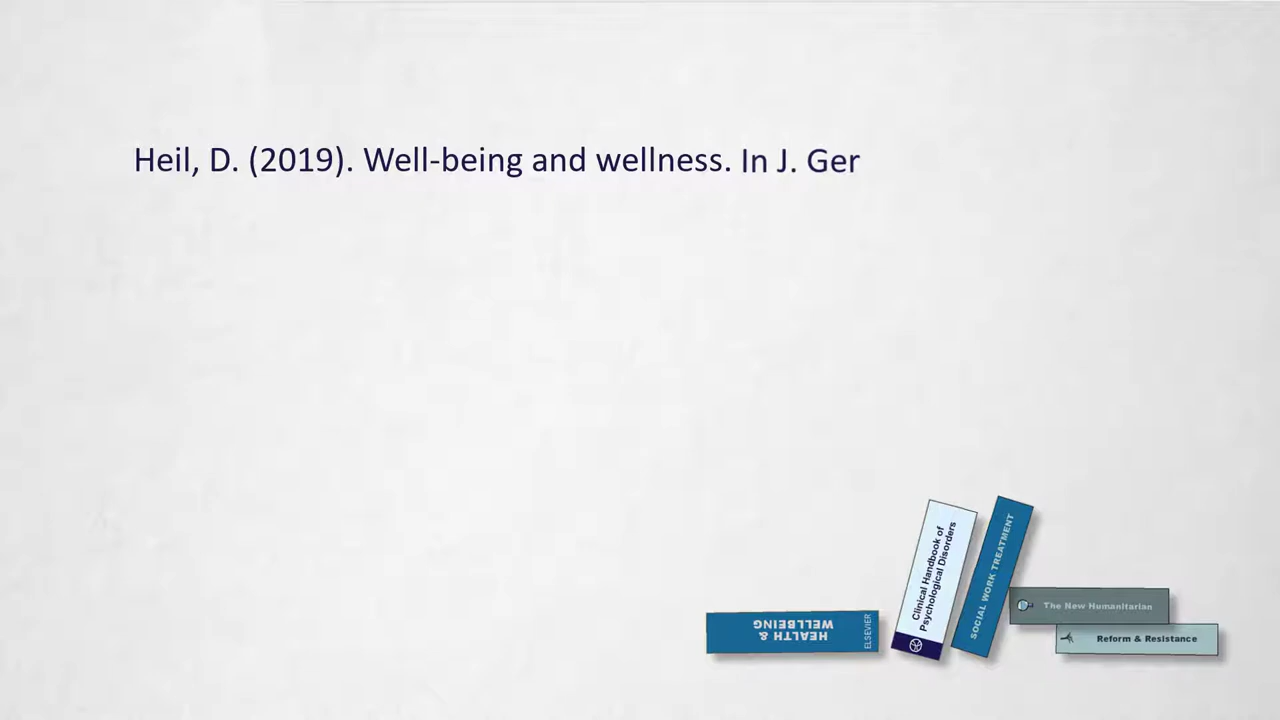 Heil, D. (2019). Well-being and wellness. In J. Ger
Clinical Handbook of
Psychological Disorders
SOCIAL WORK TREATMENT
The New Humanitarian
HEALTH &
WELLBEING
ELSEVIER
Reform & Resistance